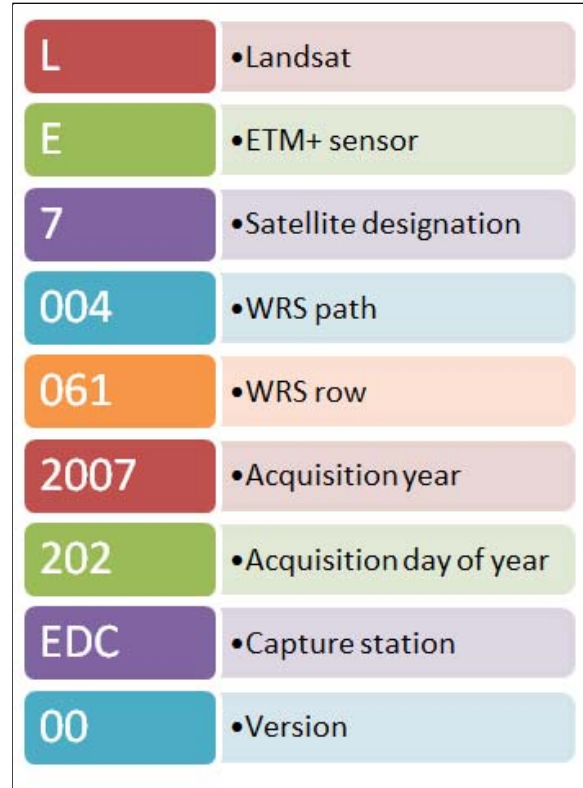 L •Landsat
E •ETM+ sensor
7 •Satellite designation
004 •WRS path
061 •WRS row
2007 •Acquisition year
202 •Acquisition day of year
EDC •Capture station
00 •Version